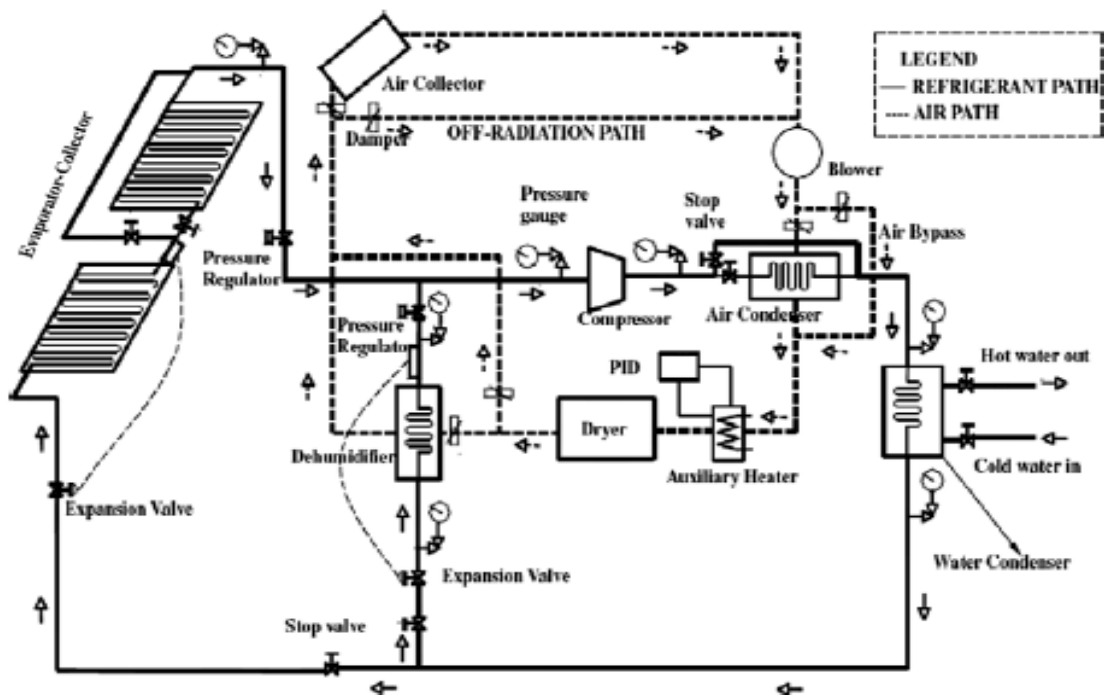 LEGEND
REFRIGERANT PATH
AIR PATH
Air Collector
Damper
OFF-RADIATION PATH
Blower
Evaporator-Collector
Pressure
gauge
Stop
valve
Air Bypass
Pressure
Regulator
Compressor
Air Condenser
Pressure
Regulator
PID
Hot water out
Dryer
Dehumidifier
Auxiliary Heater
Cold water in
Expansion Valve
Water Condenser
Expansion Valve
Stop valve